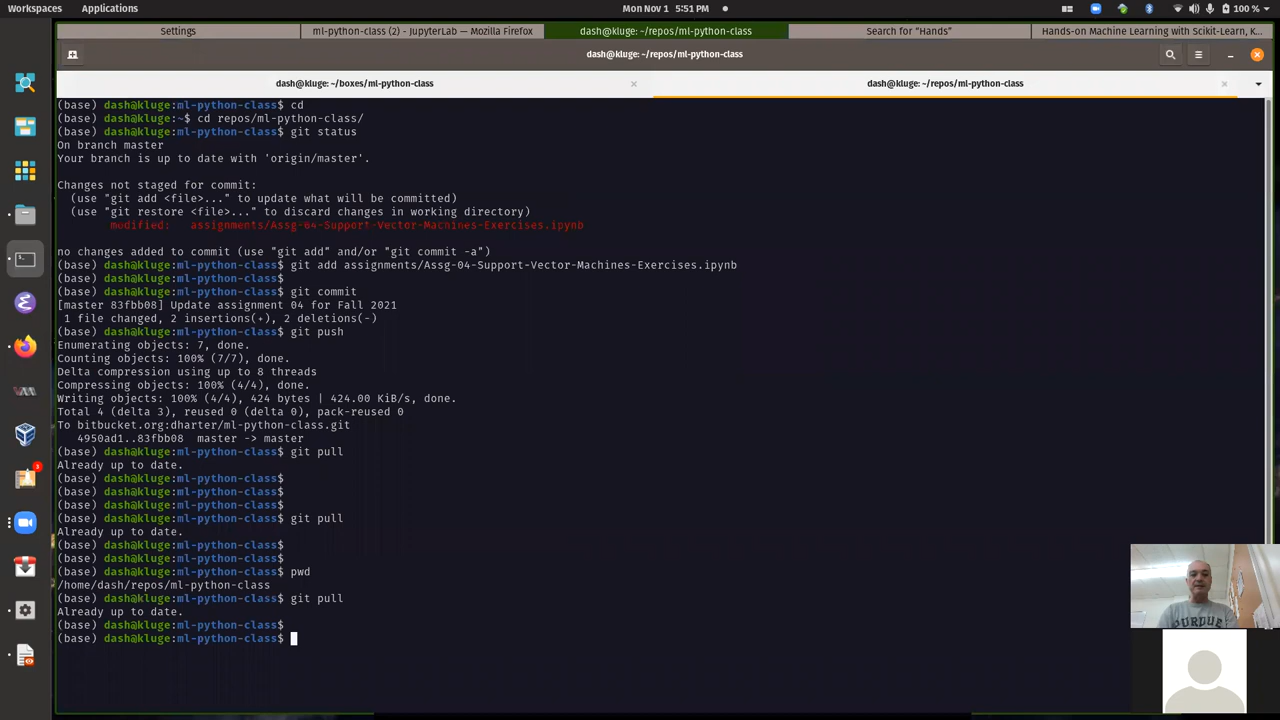 Workspaces Applications Mon Nov 1 5:51 PM 100 %
Settings ml-python-class (2) - JupyterLab — Mozilla Firefox dash@kluge: ~/repos/ml-python-class Search for "Hands" Hands-on Machine Learning with Scikit-Learn, K...
dash@kluge: ~/repos/ml-python-class
dash@kluge: ~/boxes/ml-python-class dash@kluge: ~/repos/ml-python-class
(base) dash@kluge:ml-python-class$ cd
(base) dash@kluge:~$ cd repos/ml-python-class/
(base) dash@kluge:ml-python-class$ git status
On branch master
Your branch is up to date with 'origin/master'.
Changes not staged for commit:
(use "git add <file>..." to update what will be committed)
(use "git restore <file>..." to discard changes in working directory)
modified: assignments/Assg-04-Support-Vector-Machines-Exercises.ipynb
no changes added to commit (use "git add" and/or "git commit -a")
(base) dash@kluge:ml-python-class$ git add assignments/Assg-04-Support-Vector-Machines-Exercises.ipynb
(base) dash@kluge:ml-python-class$
(base) dash@kluge:ml-python-class$ git commit
[master 83fbb08] Update assignment 04 for Fall 2021
1 file changed, 2 insertions(+), 2 deletions(-)
(base) dash@kluge:ml-python-class$ git push
Enumerating objects: 7, done.
Counting objects: 100% (7/7), done.
Delta compression using up to 8 threads
Compressing objects: 100% (4/4), done.
Writing objects: 100% (4/4), 424 bytes | 424.00 KiB/s, done.
Total 4 (delta 3), reused 0 (delta 0), pack-reused 0
To bitbucket.org:dharter/ml-python-class.git
4950ad1..83fbb08 master -> master
(base) dash@kluge:ml-python-class$ git pull
Already up to date.
(base) dash@kluge:ml-python-class$
(base) dash@kluge:ml-python-class$
(base) dash@kluge:ml-python-class$
(base) dash@kluge:ml-python-class$ git pull
Already up to date.
(base) dash@kluge:ml-python-class$
(base) dash@kluge:ml-python-class$
(base) dash@kluge:ml-python-class$ pwd
/home/dash/repos/ml-python-class
(base) dash@kluge:ml-python-class$ git pull
Already up to date.
(base) dash@kluge:ml-python-class$
(base) dash@kluge:ml-python-class$
PURDUE